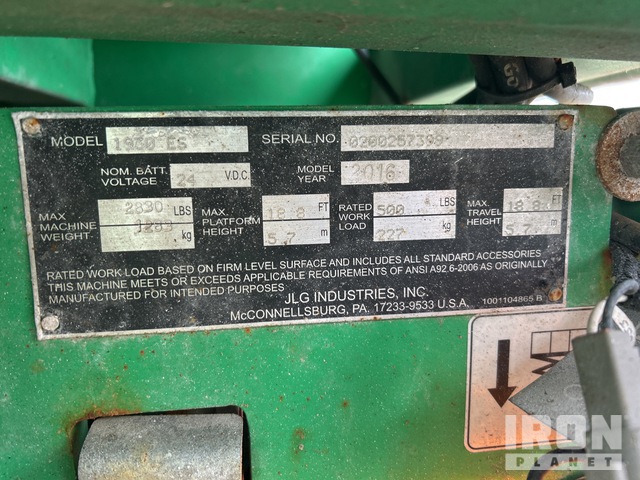 MODEL SERIAL NO.
NOM. BATT. VOLTAGE 24 V.D.C. MODEL YEAR 2016
MAX MACHINE WEIGHT 2830 LBS kg
MAX PLATFORM HEIGHT 18.8 FT 5.7 m
RATED WORK LOAD 500 LBS 227 kg
MAX TRAVEL HEIGHT 18.8 FT 5.7 m
RATED WORK LOAD BASED ON FIRM LEVEL SURFACE AND INCLUDES ALL STANDARD ACCESSORIES
THIS MACHINE MEETS OR EXCEEDS APPLICABLE REQUIREMENTS OF ANSI A92.6-2006 AS ORIGINALLY
MANUFACTURED FOR INTENDED PURPOSES
JLG INDUSTRIES, INC.
McCONNELLSBURG, PA. 17233-9533 U.S.A. 1001104865 B
IRON
PLANET